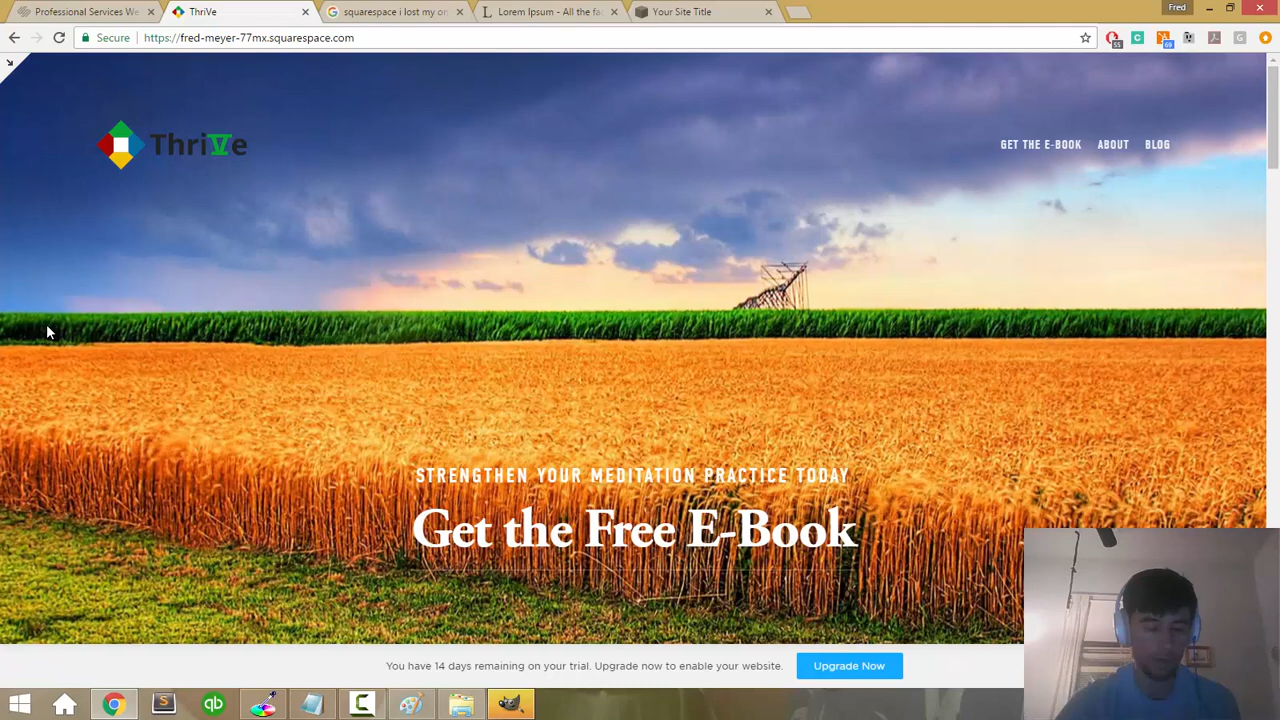 Professional Services We
ThriVe
squarespace i lost my or
Lorem Ipsum - All the fa
Your Site Title
Fred
Secure
https://fred-meyer-77mx.squarespace.com
55
69
ThriVe
GET THE E-BOOK
ABOUT
BLOG
STRENGTHEN YOUR MEDITATION PRACTICE TODAY
Get the Free E-Book
You have 14 days remaining on your trial. Upgrade now to enable your website.
Upgrade Now